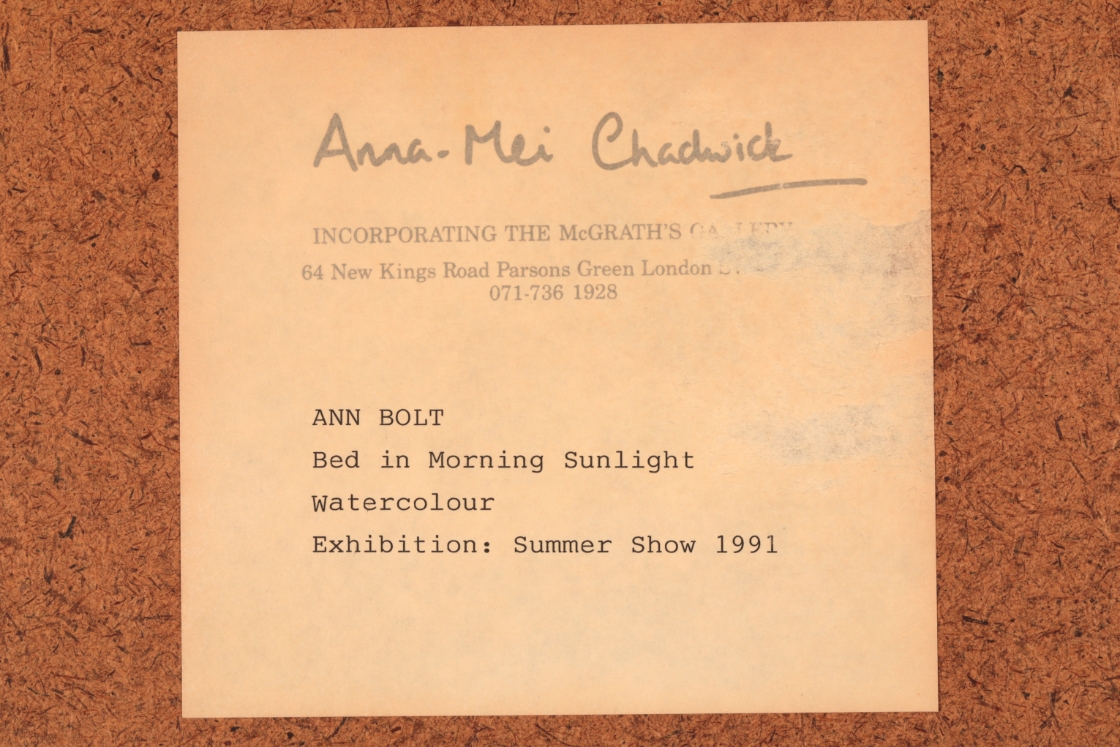 Anna-Mei Chadwick
INCORPORATING THE McGRATH'S GALLERY
64 New Kings Road Parsons Green London
071-736 1928
ANN BOLT
Bed in Morning Sunlight
Watercolour
Exhibition: Summer Show 1991